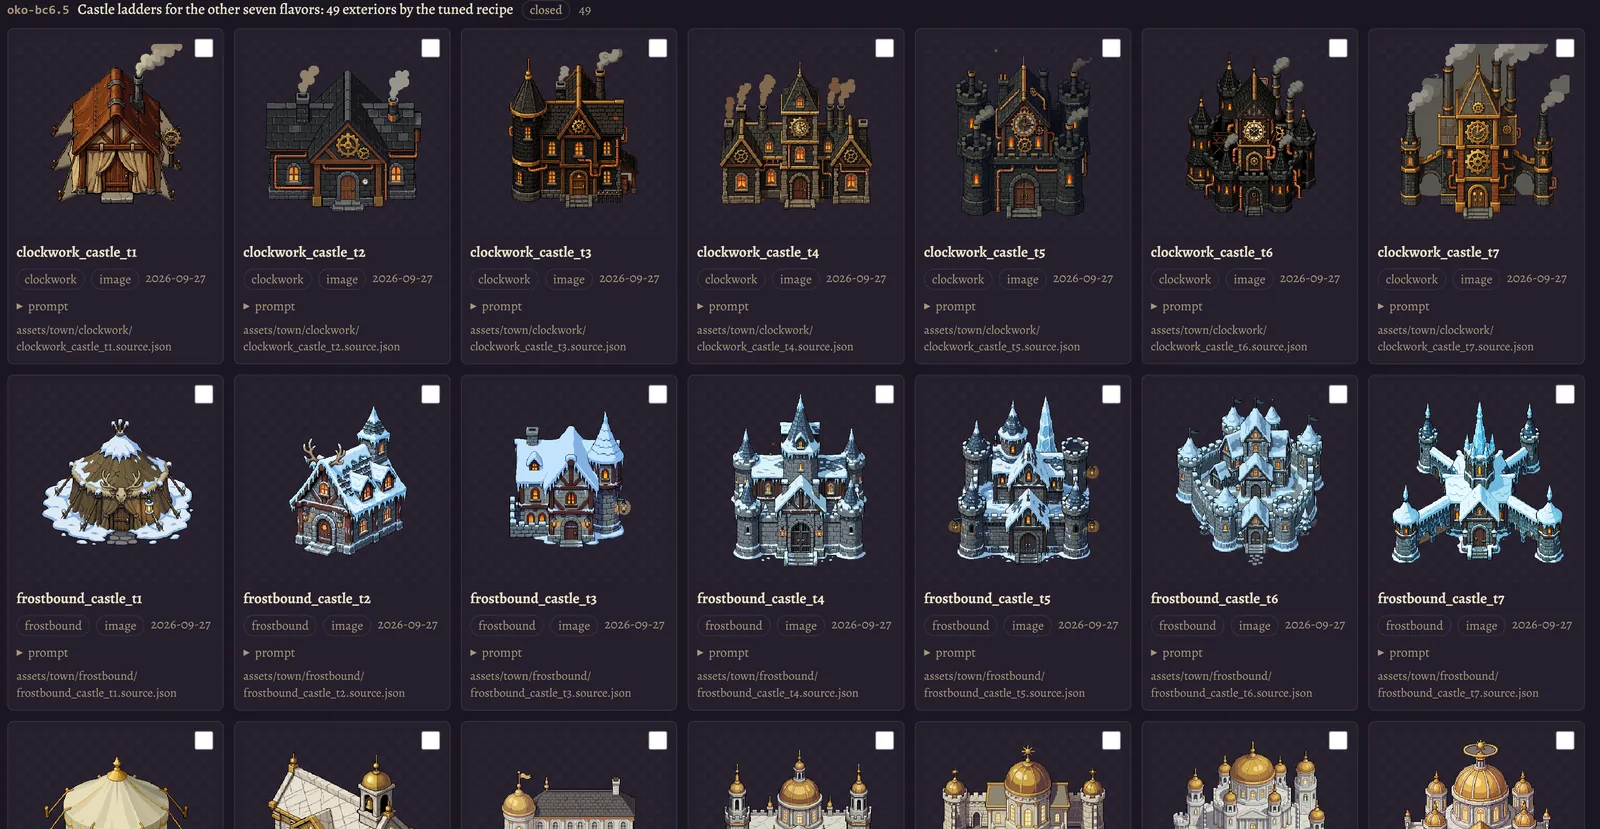 oko-bc6.5 Castle ladders for the other seven flavors: 49 exteriors by the tuned recipe closed 49
clockwork_castle_t1
clockwork image 2026-09-27
▸ prompt
assets/town/clockwork/
clockwork_castle_t1.source.json
clockwork_castle_t2
clockwork image 2026-09-27
▸ prompt
assets/town/clockwork/
clockwork_castle_t2.source.json
clockwork_castle_t3
clockwork image 2026-09-27
▸ prompt
assets/town/clockwork/
clockwork_castle_t3.source.json
clockwork_castle_t4
clockwork image 2026-09-27
▸ prompt
assets/town/clockwork/
clockwork_castle_t4.source.json
clockwork_castle_t5
clockwork image 2026-09-27
▸ prompt
assets/town/clockwork/
clockwork_castle_t5.source.json
clockwork_castle_t6
clockwork image 2026-09-27
▸ prompt
assets/town/clockwork/
clockwork_castle_t6.source.json
clockwork_castle_t7
clockwork image 2026-09-27
▸ prompt
assets/town/clockwork/
clockwork_castle_t7.source.json
frostbound_castle_t1
frostbound image 2026-09-27
▸ prompt
assets/town/frostbound/
frostbound_castle_t1.source.json
frostbound_castle_t2
frostbound image 2026-09-27
▸ prompt
assets/town/frostbound/
frostbound_castle_t2.source.json
frostbound_castle_t3
frostbound image 2026-09-27
▸ prompt
assets/town/frostbound/
frostbound_castle_t3.source.json
frostbound_castle_t4
frostbound image 2026-09-27
▸ prompt
assets/town/frostbound/
frostbound_castle_t4.source.json
frostbound_castle_t5
frostbound image 2026-09-27
▸ prompt
assets/town/frostbound/
frostbound_castle_t5.source.json
frostbound_castle_t6
frostbound image 2026-09-27
▸ prompt
assets/town/frostbound/
frostbound_castle_t6.source.json
frostbound_castle_t7
frostbound image 2026-09-27
▸ prompt
assets/town/frostbound/
frostbound_castle_t7.source.json